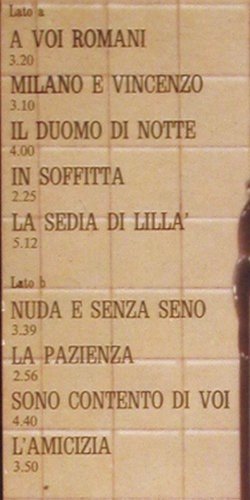 Lato a
A VOI ROMANI
3.20
MILANO E VINCENZO
3.10
IL DUOMO DI NOTTE
4.00
IN SOFFITTA
2.25
LA SEDIA DI LILLA'
5.12
Lato b
NUDA E SENZA SENO
3.39
LA PAZIENZA
2.56
SONO CONTENTO DI VOI
4.40
L'AMICIZIA
3.50